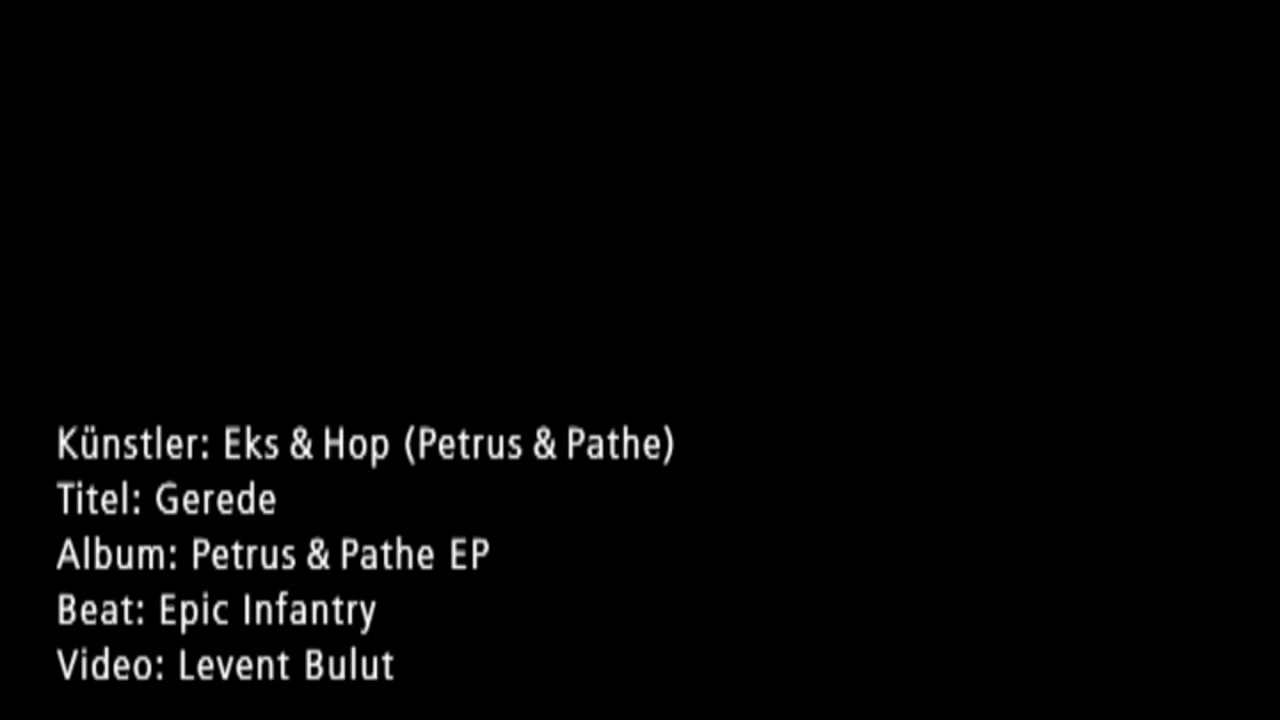 Künstler: Eks & Hop (Petrus & Pathe)
Titel: Gerede
Album: Petrus & Pathe EP
Beat: Epic Infantry
Video: Levent Bulut